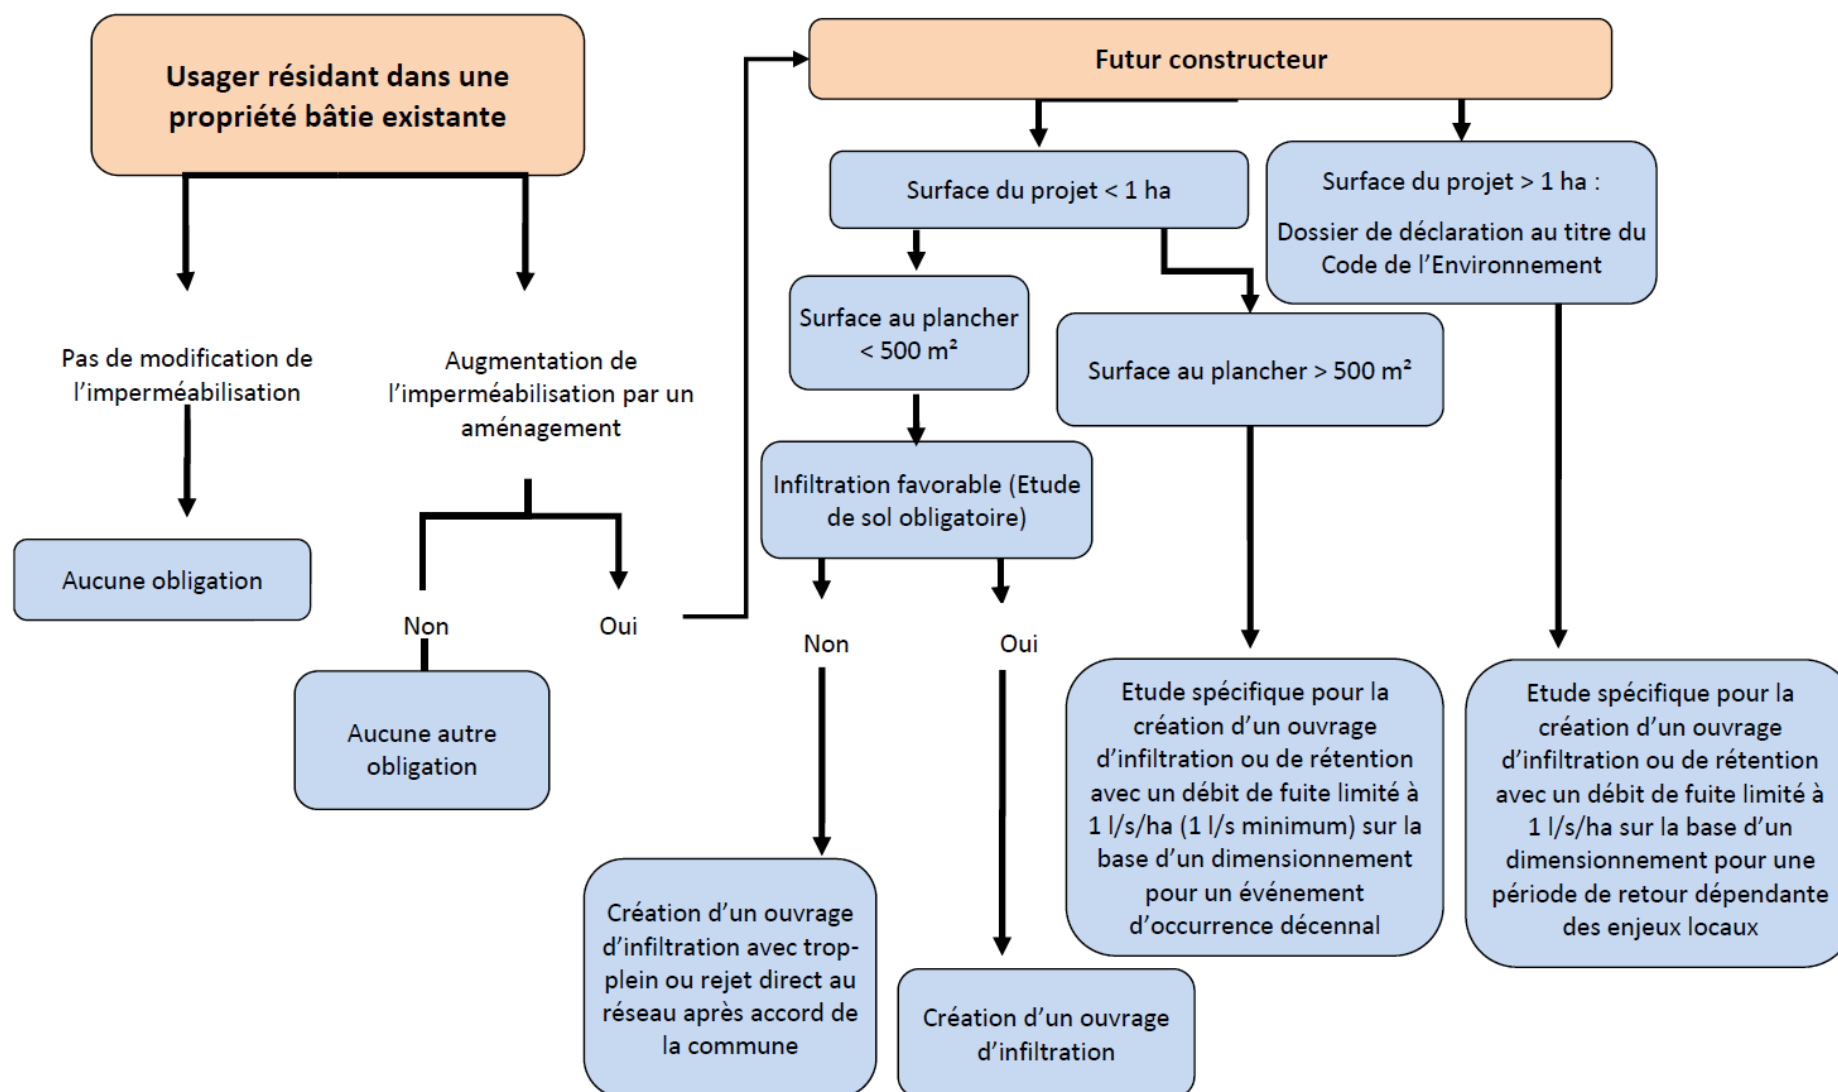 Usager résidant dans une
propriété bâtie existante
Pas de modification de
l’imperméabilisation
Aucune obligation
Augmentation de
l’imperméabilisation par un
aménagement
Non
Oui
Aucune autre
obligation
Futur constructeur
Surface du projet < 1 ha
Surface du projet > 1 ha :
Dossier de déclaration au titre du
Code de l’Environnement
Surface au plancher
< 500 m²
Surface au plancher > 500 m²
Infiltration favorable (Etude
de sol obligatoire)
Non
Oui
Création d’un ouvrage
d’infiltration avec trop-
plein ou rejet direct au
réseau après accord de
la commune
Création d’un ouvrage
d’infiltration
Etude spécifique pour la
création d’un ouvrage
d’infiltration ou de rétention
avec un débit de fuite limité à
1 l/s/ha (1 l/s minimum) sur la
base d’un dimensionnement
pour un événement
d’occurrence décennal
Etude spécifique pour la
création d’un ouvrage
d’infiltration ou de rétention
avec un débit de fuite limité à
1 l/s/ha sur la base d’un
dimensionnement pour une
période de retour dépendante
des enjeux locaux